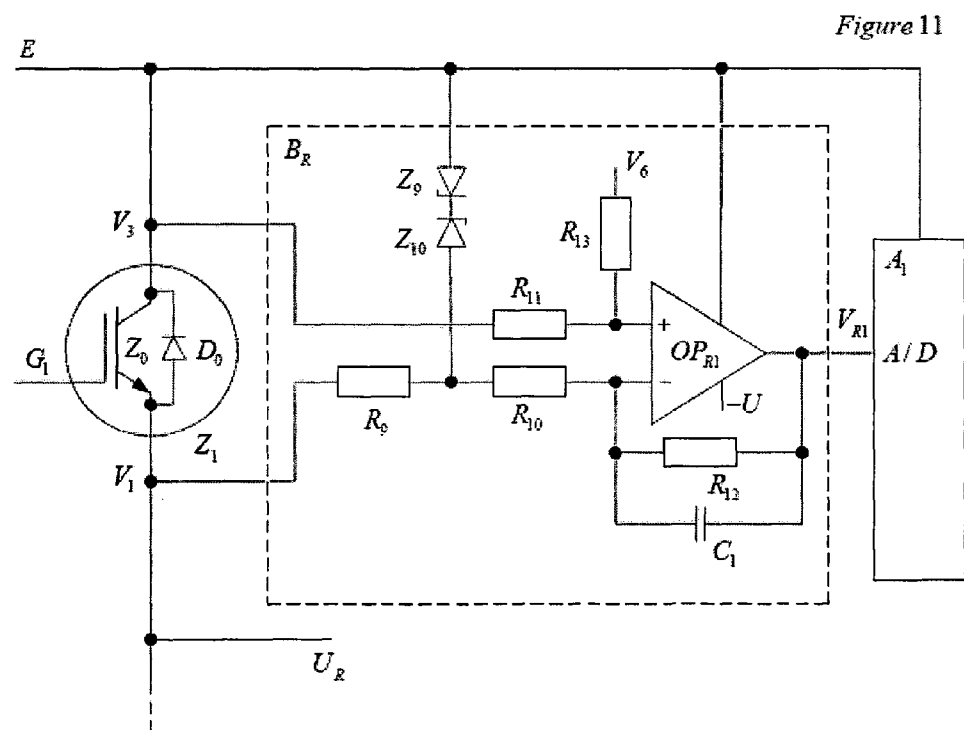 Figure 11
E
B_R
V_6
Z_9
V_3
Z_10
R_13
R_11
A_1
G_1
Z_0
D_0
+
OP_R1
V_R1
A/D
−
−U
R_9
R_10
Z_1
V_1
R_12
C_1
U_R